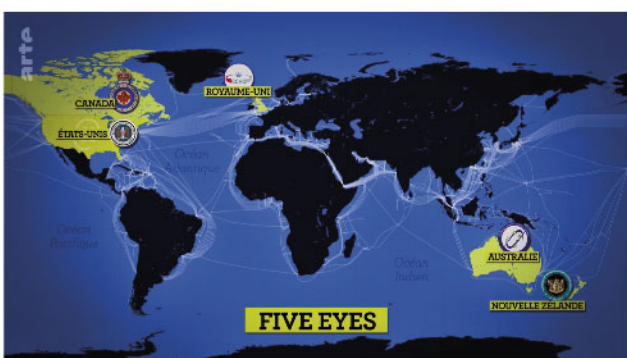 arte
CANADA
ROYAUME-UNI
ÉTATS-UNIS
Océan
Atlantique
Océan
Pacifique
Océan
Indien
AUSTRALIE
NOUVELLE ZÉLANDE
FIVE EYES